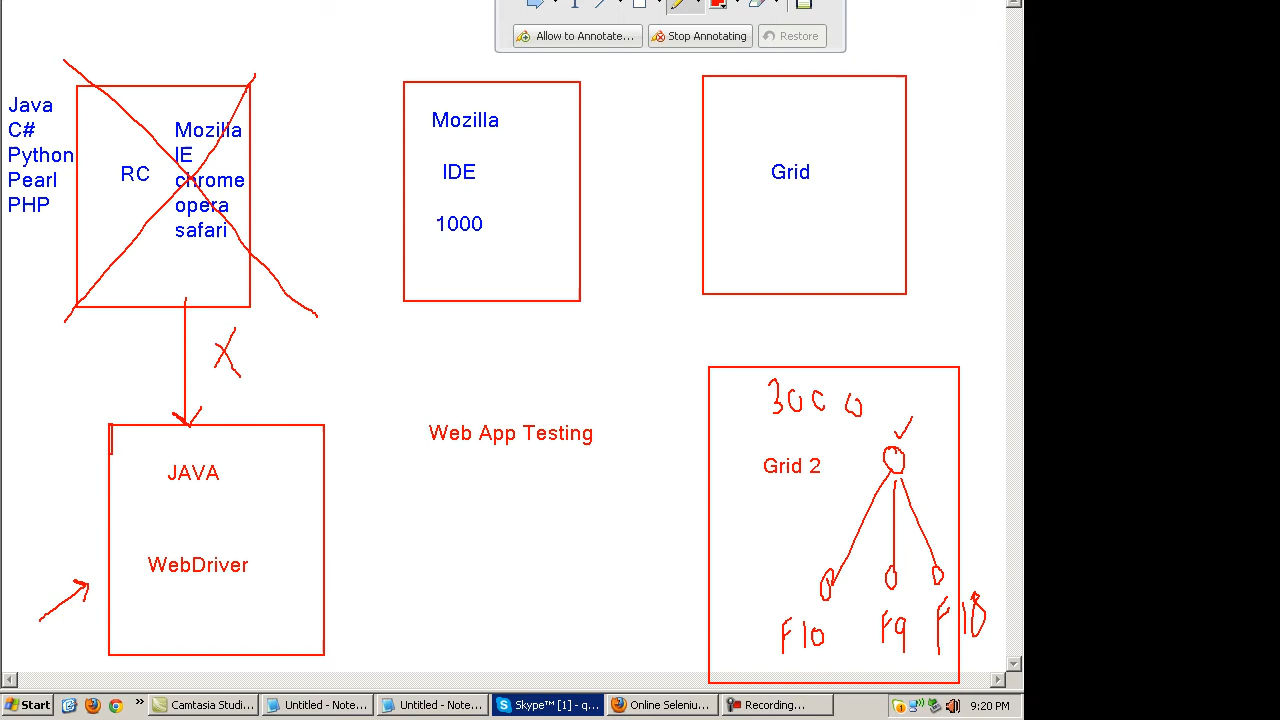 Allow to Annotate...
Stop Annotating
Restore
Java
C#
Python
Pearl
PHP
RC
Mozilla
IE
chrome
opera
safari
Mozilla
IDE
1000
Grid
X
JAVA
WebDriver
Web App Testing
3000
Grid 2
F10
F9
F18
Start
»
Camtasia Studi...
Untitled - Note...
Untitled - Note...
Skype™ [1] - q...
Online Seleniu...
Recording...
9:20 PM